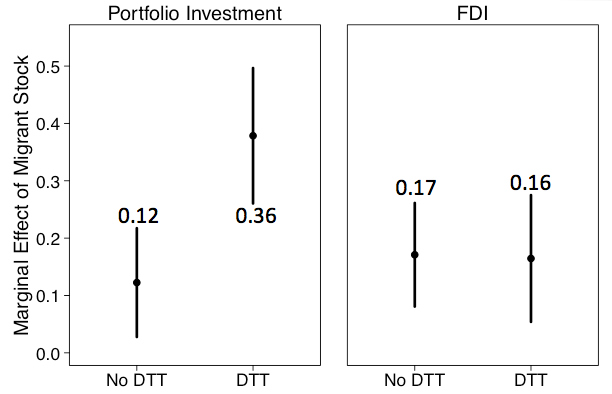 Portfolio Investment
FDI
Marginal Effect of Migrant Stock
0.5
0.4
0.3
0.2
0.1
0.0
0.12
0.36
0.17
0.16
No DTT
DTT
No DTT
DTT